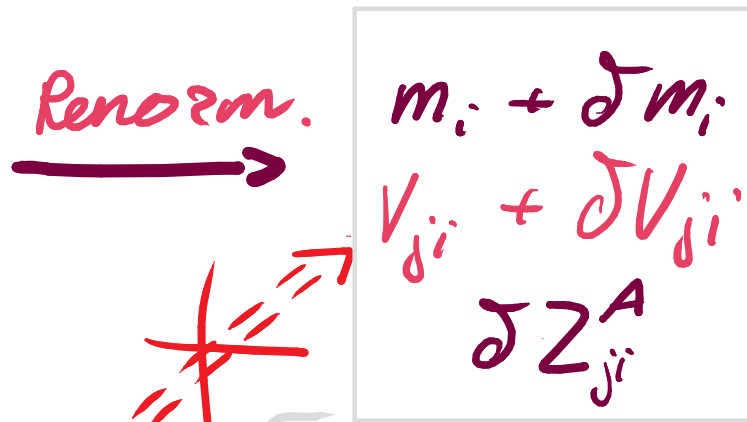 Renorm.
m_i + δm_i
V_ji + δV_ji
δZ^A_ji